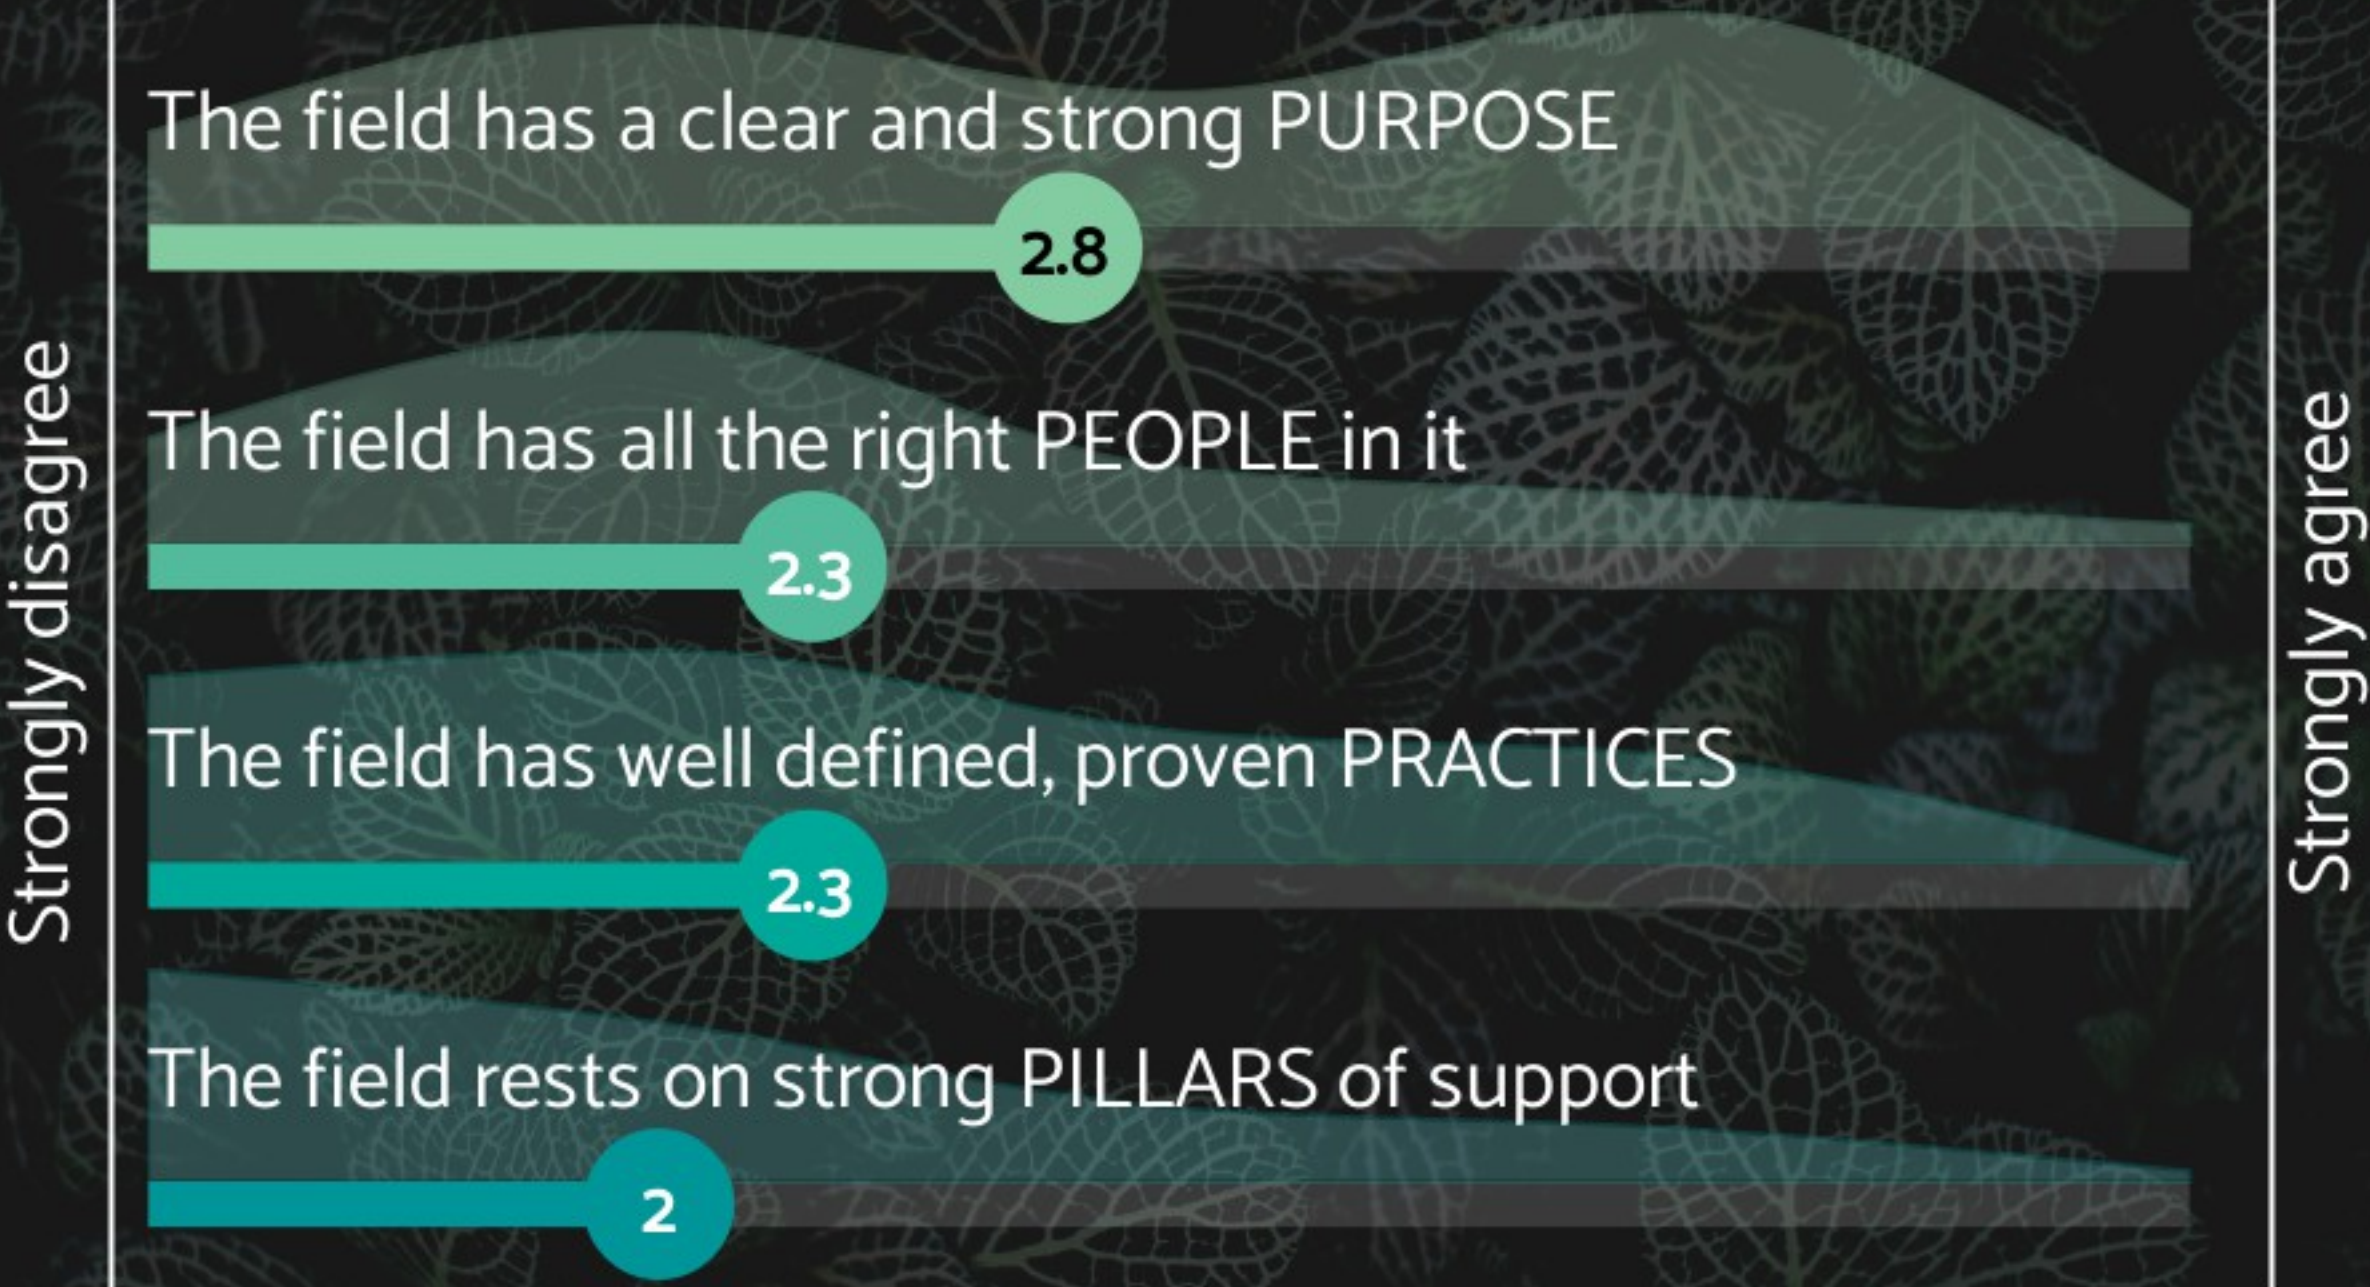 Strongly disagree
The field has a clear and strong PURPOSE
2.8
The field has all the right PEOPLE in it
2.3
The field has well defined, proven PRACTICES
2.3
The field rests on strong PILLARS of support
2
Strongly agree